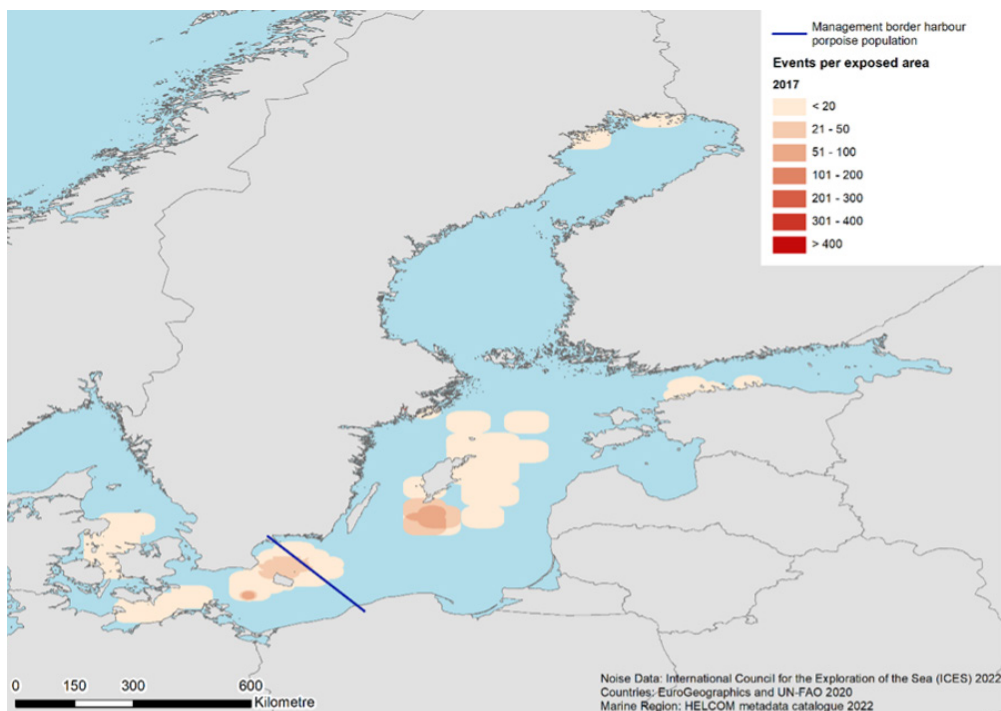 Management border harbour
porpoise population
Events per exposed area
2017
< 20
21 - 50
51 - 100
101 - 200
201 - 300
301 - 400
> 400
0 150 300 600
Kilometre
Noise Data: International Council for the Exploration of the Sea (ICES) 2022
Countries: EuroGeographics and UN-FAO 2020
Marine Region: HELCOM metadata catalogue 2022